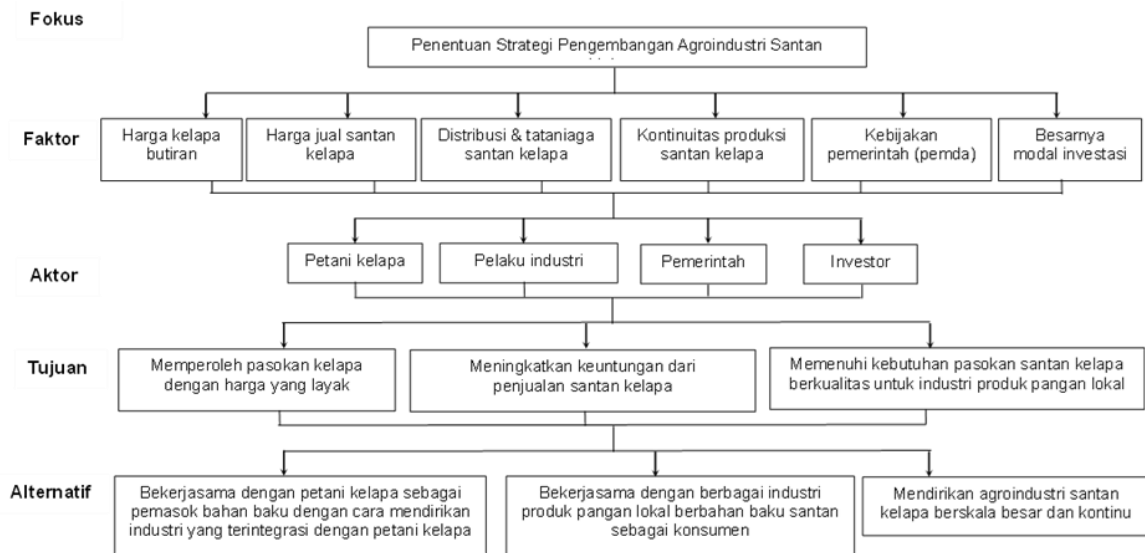 Fokus
Penentuan Strategi Pengembangan Agroindustri Santan
Faktor
Harga kelapa
butiran
Harga jual santan
kelapa
Distribusi & tataniaga
santan kelapa
Kontinuitas produksi
santan kelapa
Kebijakan
pemerintah (pemda)
Besarnya
modal investasi
Aktor
Petani kelapa
Pelaku industri
Pemerintah
Investor
Tujuan
Memperoleh pasokan kelapa
dengan harga yang layak
Meningkatkan keuntungan dari
penjualan santan kelapa
Memenuhi kebutuhan pasokan santan kelapa
berkualitas untuk industri produk pangan lokal
Alternatif
Bekerjasama dengan petani kelapa sebagai
pemasok bahan baku dengan cara mendirikan
industri yang terintegrasi dengan petani kelapa
Bekerjasama dengan berbagai industri
produk pangan lokal berbahan baku santan
sebagai konsumen
Mendirikan agroindustri santan
kelapa berskala besar dan kontinu